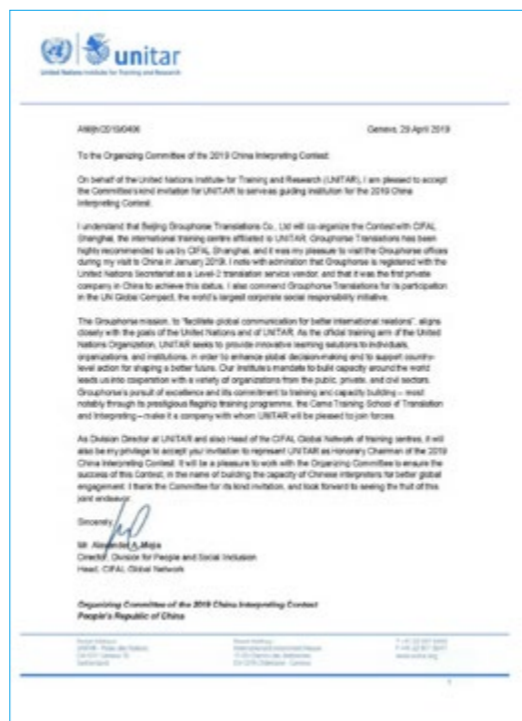 unitar
United Nations Institute for Training and Research
Geneva, 29 April 2019
To the Organizing Committee of the 2019 China Interpreting Contest:
On behalf of the United Nations Institute for Training and Research (UNITAR), I am pleased to accept
the Committee's kind invitation for UNITAR to serve as guiding institution for the 2019 China
Interpreting Contest.
I understand that Beijing Grouphorse Translations Co., Ltd will co-organize the Contest with CIFAL
Shanghai, the international training centre affiliated to UNITAR. Grouphorse Translations has been
highly recommended to us by CIFAL Shanghai, and it was my pleasure to visit the Grouphorse offices
during my visit to China in January 2019. I note with admiration that Grouphorse is registered with the
United Nations Secretariat as a Level-2 translation service vendor, and that it was the first private
company in China to achieve this status. I also commend Grouphorse Translations for its participation
in the UN Global Compact, the world's largest corporate social responsibility initiative.
The Grouphorse mission, to "facilitate global communication for better international relations", aligns
closely with the goals of the United Nations and of UNITAR. As the official training arm of the United
Nations Organization, UNITAR seeks to provide innovative learning solutions to individuals,
organizations, and institutions, in order to enhance global decision-making and to support country-
level action for shaping a better future. Our Institute's mandate to build capacity around the world
leads us into cooperation with a variety of organizations from the public, private, and civil sectors.
Grouphorse's pursuit of excellence and its commitment to training and capacity building – most
notably through its prestigious flagship training programme, the Cama Training School of Translation
and Interpreting – make it a company with whom UNITAR will be pleased to join forces.
As Division Director at UNITAR and also Head of the CIFAL Global Network of training centres, it will
also be my privilege to accept your invitation to represent UNITAR as Honorary Chairman of the 2019
China Interpreting Contest. It will be a pleasure to work with the Organizing Committee to ensure the
success of this Contest, in the name of building the capacity of Chinese interpreters for better global
engagement. I thank the Committee for its kind invitation, and look forward to seeing the fruit of this
joint endeavor.
Sincerely,
Mr. Alexander A. Mejia
Director, Division for People and Social Inclusion
Head, CIFAL Global Network
Organizing Committee of the 2019 China Interpreting Contest
People's Republic of China